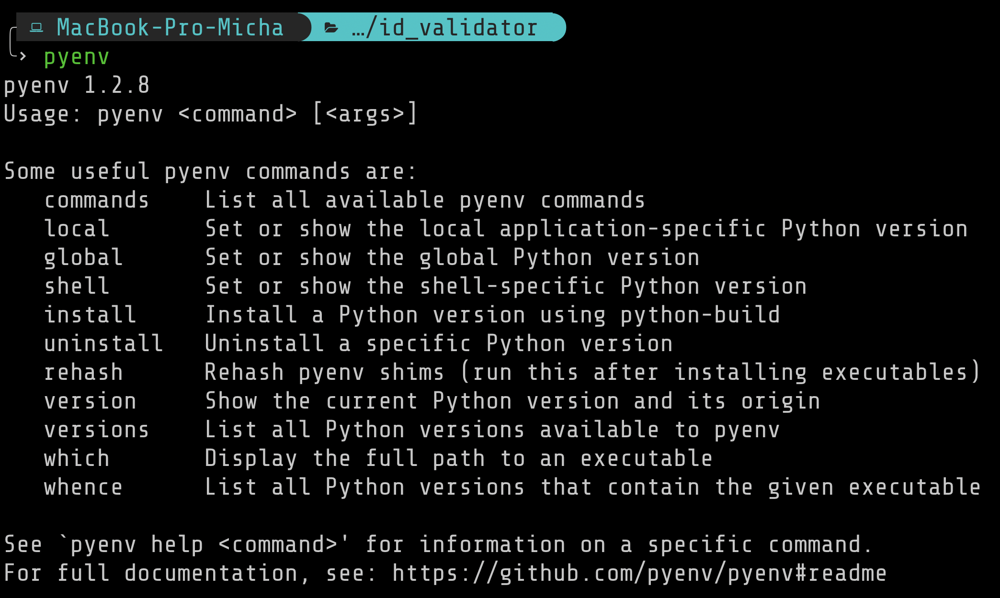 MacBook-Pro-Micha …/id_validator
› pyenv
pyenv 1.2.8
Usage: pyenv <command> [<args>]

Some useful pyenv commands are:
   commands    List all available pyenv commands
   local       Set or show the local application-specific Python version
   global      Set or show the global Python version
   shell       Set or show the shell-specific Python version
   install     Install a Python version using python-build
   uninstall   Uninstall a specific Python version
   rehash      Rehash pyenv shims (run this after installing executables)
   version     Show the current Python version and its origin
   versions    List all Python versions available to pyenv
   which       Display the full path to an executable
   whence      List all Python versions that contain the given executable

See `pyenv help <command>' for information on a specific command.
For full documentation, see: https://github.com/pyenv/pyenv#readme